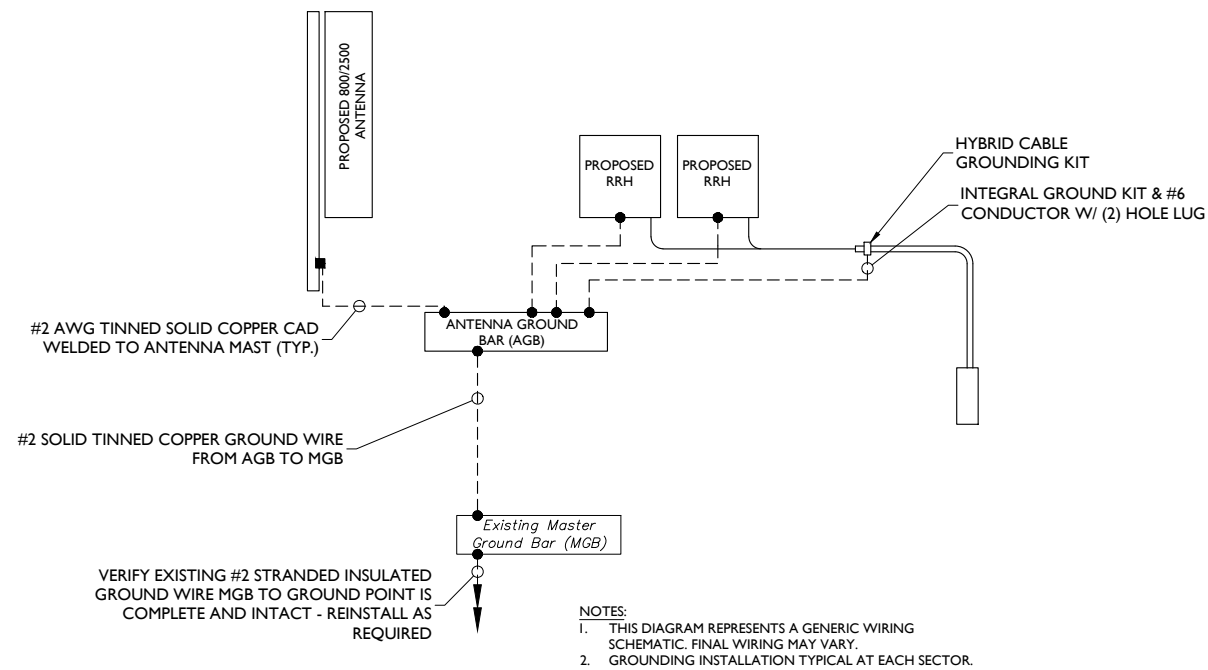 PROPOSED 800/2500
ANTENNA
PROPOSED
RRH
PROPOSED
RRH
HYBRID CABLE
GROUNDING KIT
INTEGRAL GROUND KIT & #6
CONDUCTOR W/ (2) HOLE LUG
#2 AWG TINNED SOLID COPPER CAD
WELDED TO ANTENNA MAST (TYP.)
ANTENNA GROUND
BAR (AGB)
#2 SOLID TINNED COPPER GROUND WIRE
FROM AGB TO MGB
Existing Master
Ground Bar (MGB)
VERIFY EXISTING #2 STRANDED INSULATED
GROUND WIRE MGB TO GROUND POINT IS
COMPLETE AND INTACT - REINSTALL AS
REQUIRED
NOTES:
1. THIS DIAGRAM REPRESENTS A GENERIC WIRING
SCHEMATIC. FINAL WIRING MAY VARY.
2. GROUNDING INSTALLATION TYPICAL AT EACH SECTOR.